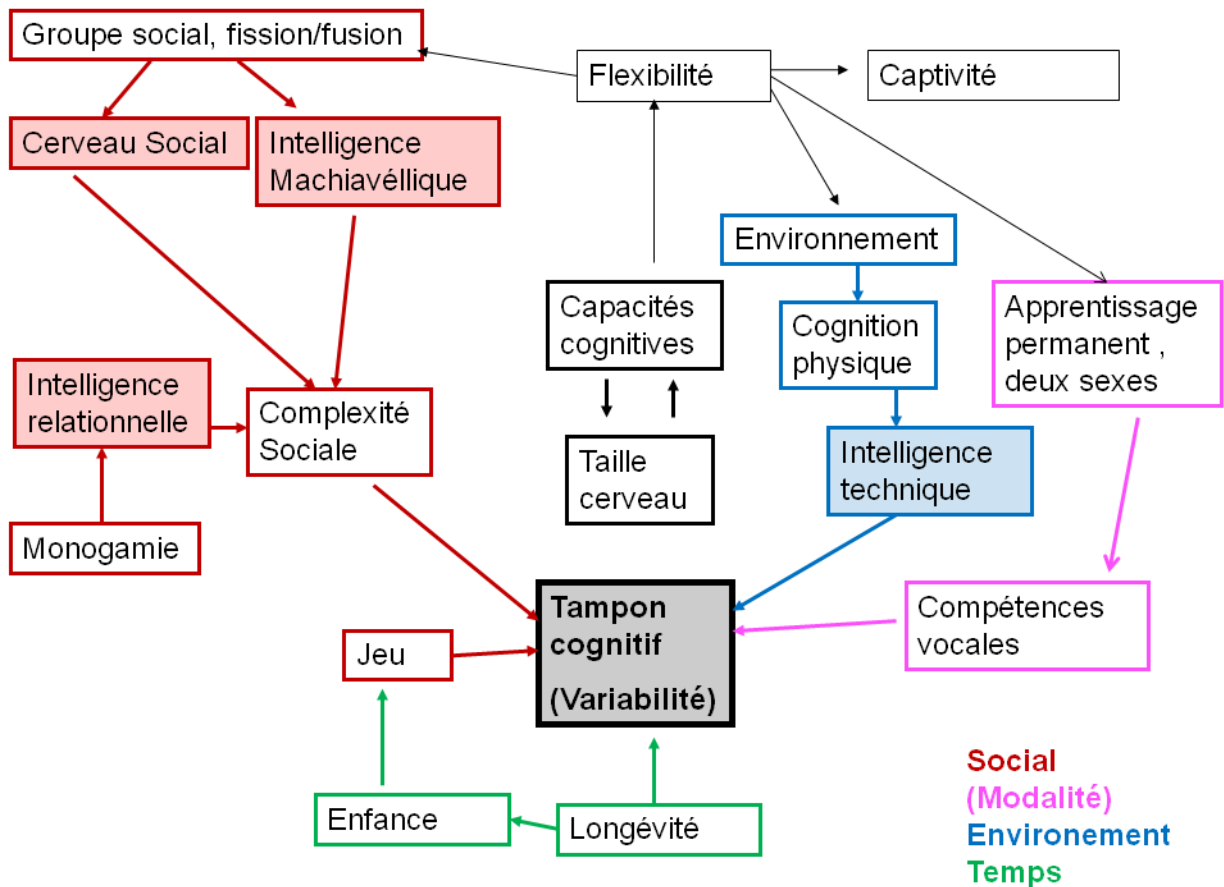 Groupe social, fission/fusion
Flexibilité
Captivité
Cerveau Social
Intelligence
Machiavéllique
Environnement
Capacités
cognitives
Cognition
physique
Apprentissage
permanent ,
deux sexes
Intelligence
relationnelle
Complexité
Sociale
Taille
cerveau
Intelligence
technique
Monogamie
Tampon
cognitif
(Variabilité)
Compétences
vocales
Jeu
Enfance
Longévité
Social
(Modalité)
Environement
Temps